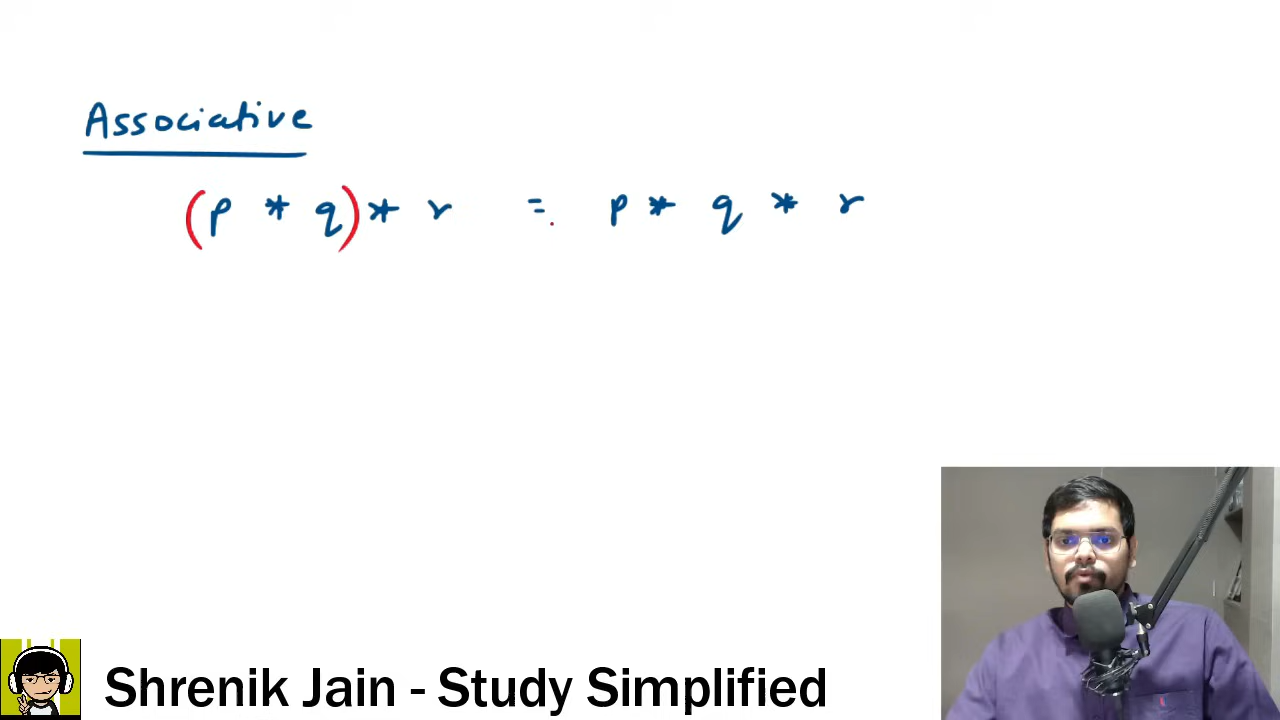 Associative
(p * q) * r = p * q * r
Shrenik Jain - Study Simplified